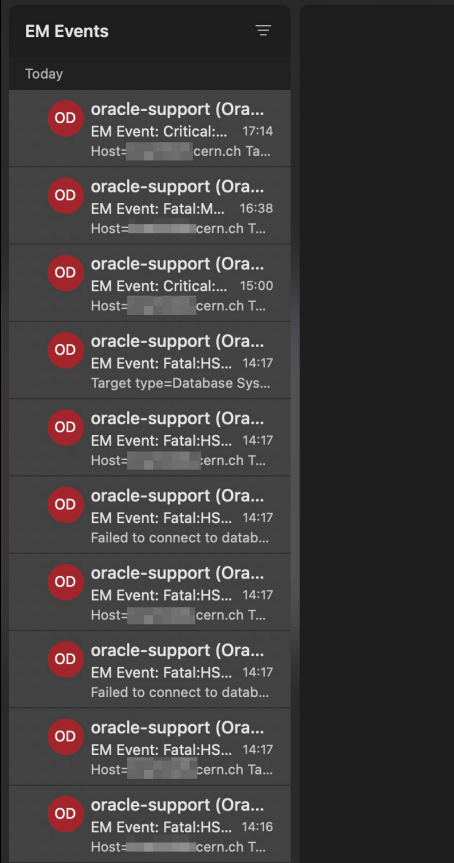 EM Events
Today
OD
oracle-support (Ora...
EM Event: Critical:... 17:14
Host= cern.ch Ta...
OD
oracle-support (Ora...
EM Event: Fatal:M... 16:38
Host= cern.ch T...
OD
oracle-support (Ora...
EM Event: Critical:... 15:00
Host= cern.ch T...
OD
oracle-support (Ora...
EM Event: Fatal:HS... 14:17
Target type=Database Sys...
OD
oracle-support (Ora...
EM Event: Fatal:HS... 14:17
Host= cern.ch T...
OD
oracle-support (Ora...
EM Event: Fatal:HS... 14:17
Failed to connect to datab...
OD
oracle-support (Ora...
EM Event: Fatal:HS... 14:17
Host= cern.ch T...
OD
oracle-support (Ora...
EM Event: Fatal:HS... 14:17
Failed to connect to datab...
OD
oracle-support (Ora...
EM Event: Fatal:HS... 14:17
Host= cern.ch Ta...
OD
oracle-support (Ora...
EM Event: Fatal:HS... 14:16
Host= cern.ch T...